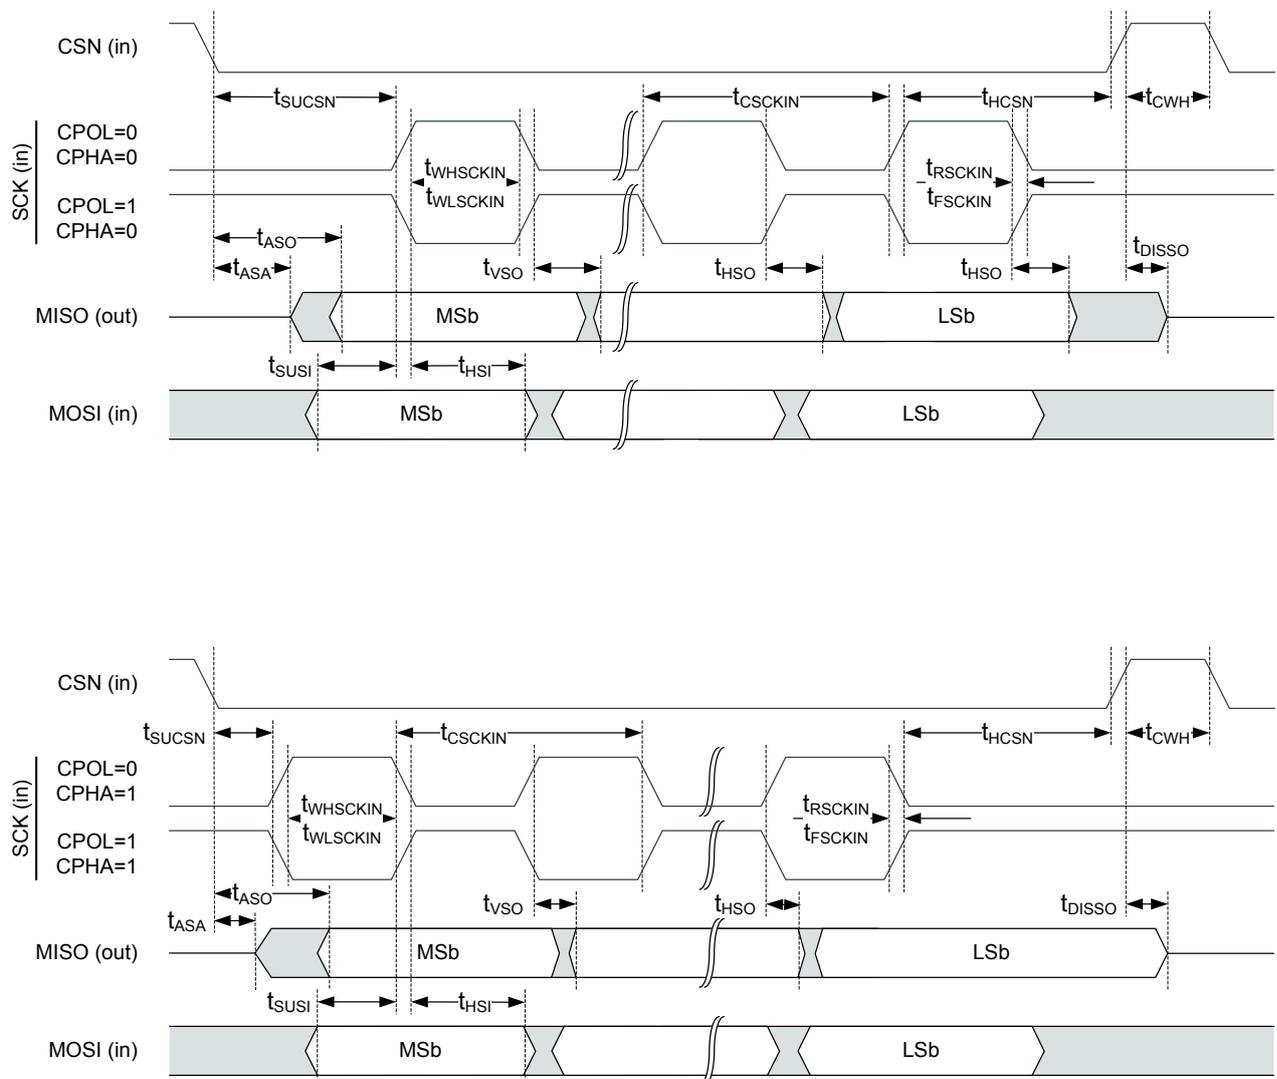 CSN (in)
tSUCSN
tCSCKIN
tHCSN
tCWH
SCK (in)
CPOL=0
CPHA=0
tWHSCKIN
tWLSCKIN
tRSCKIN
tFSCKIN
CPOL=1
CPHA=0
tASO
tASA
tVSO
tHSO
tHSO
tDISSO
MISO (out)
MSb
LSb
tSUSI
tHSI
MOSI (in)
MSb
LSb
CSN (in)
tSUCSN
tCSCKIN
tHCSN
tCWH
SCK (in)
CPOL=0
CPHA=1
tWHSCKIN
tWLSCKIN
tRSCKIN
tFSCKIN
CPOL=1
CPHA=1
tASO
tASA
tVSO
tHSO
tDISSO
MISO (out)
MSb
LSb
tSUSI
tHSI
MOSI (in)
MSb
LSb